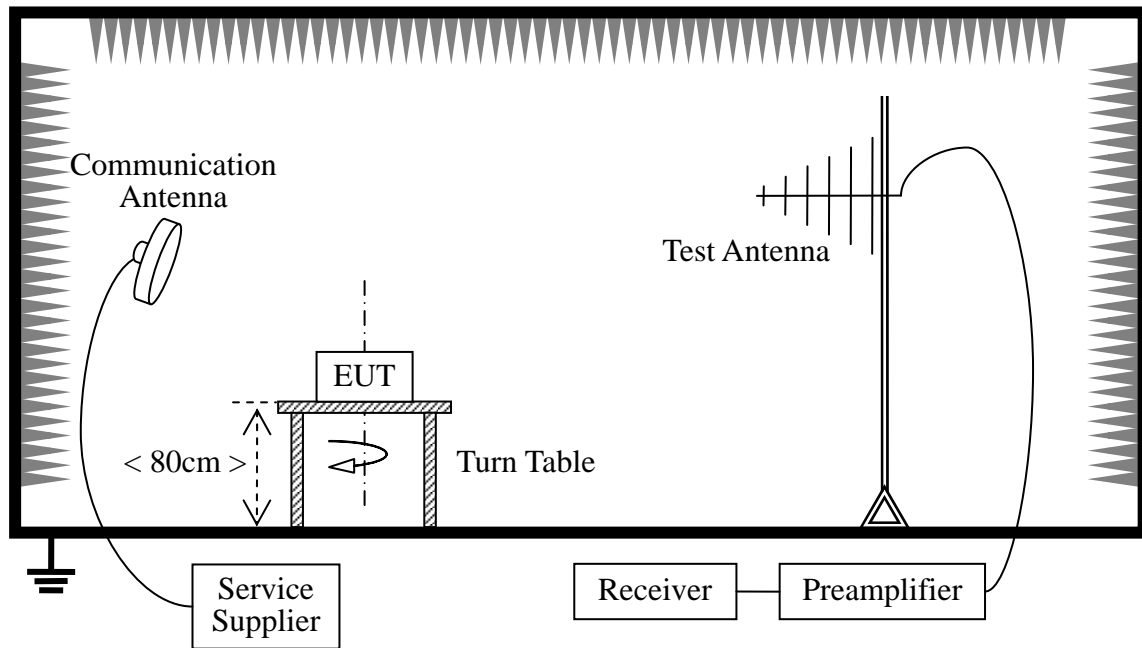 Communication
Antenna
Test Antenna
EUT
< 80cm >
Turn Table
Service
Supplier
Receiver
Preamplifier